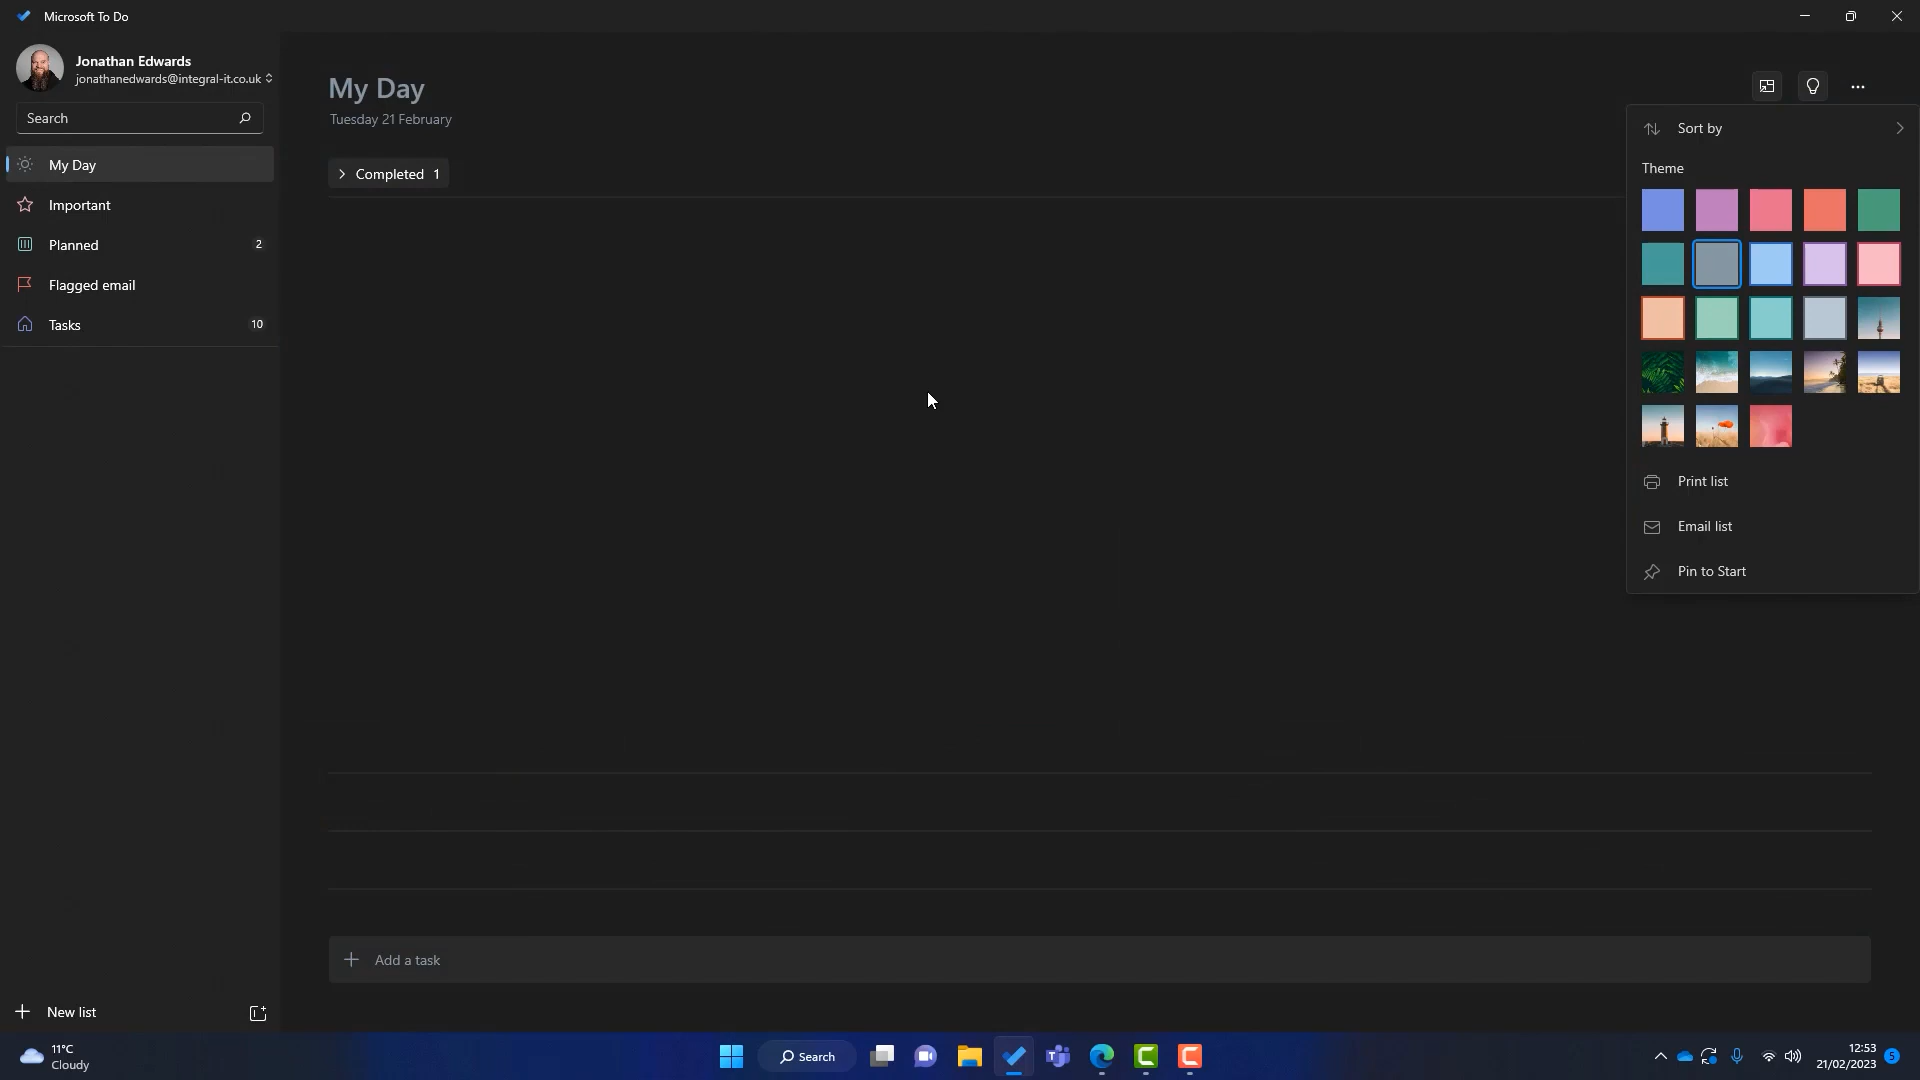 Microsoft To Do
Jonathan Edwards
jonathanedwards@integral-it.co.uk
Search
My Day
Important
Planned 2
Flagged email
Tasks 10
New list
My Day
Tuesday 21 February
Completed 1
Add a task
Sort by
Theme
Print list
Email list
Pin to Start
11°C
Cloudy
Search
12:53
21/02/2023
5